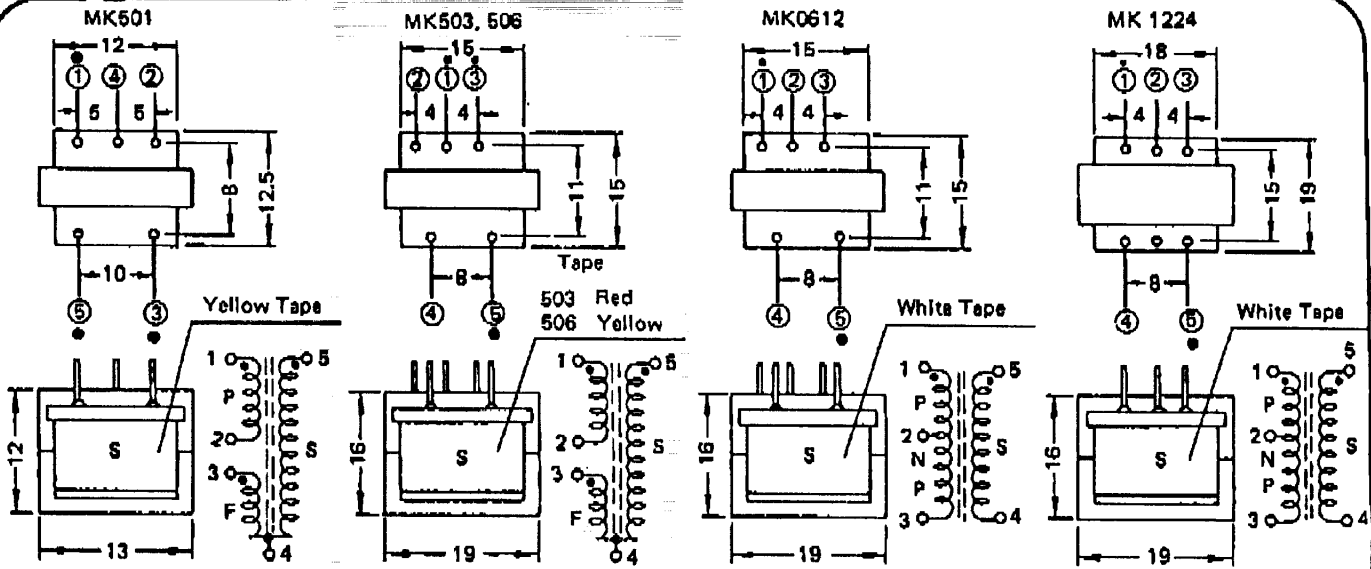 MK501
12
1 4 2
5 5
8
12.5
10
5 3
Yellow Tape
12
S
13
1 5
P
2
S
3
F
4
MK503, 506
15
2 1 3
4 4
11
15
8
4 5
Tape
503 Red
506 Yellow
16
S
19
1 5
2
S
3
F
4
MK0612
15
1 2 3
4 4
11
15
8
4 5
White Tape
16
S
19
1 5
P
2
N
S
P
3 4
MK 1224
18
1 2 3
4 4
15
19
8
4 5
White Tape
16
S
19
5
1
P
2
N
S
P
3 4